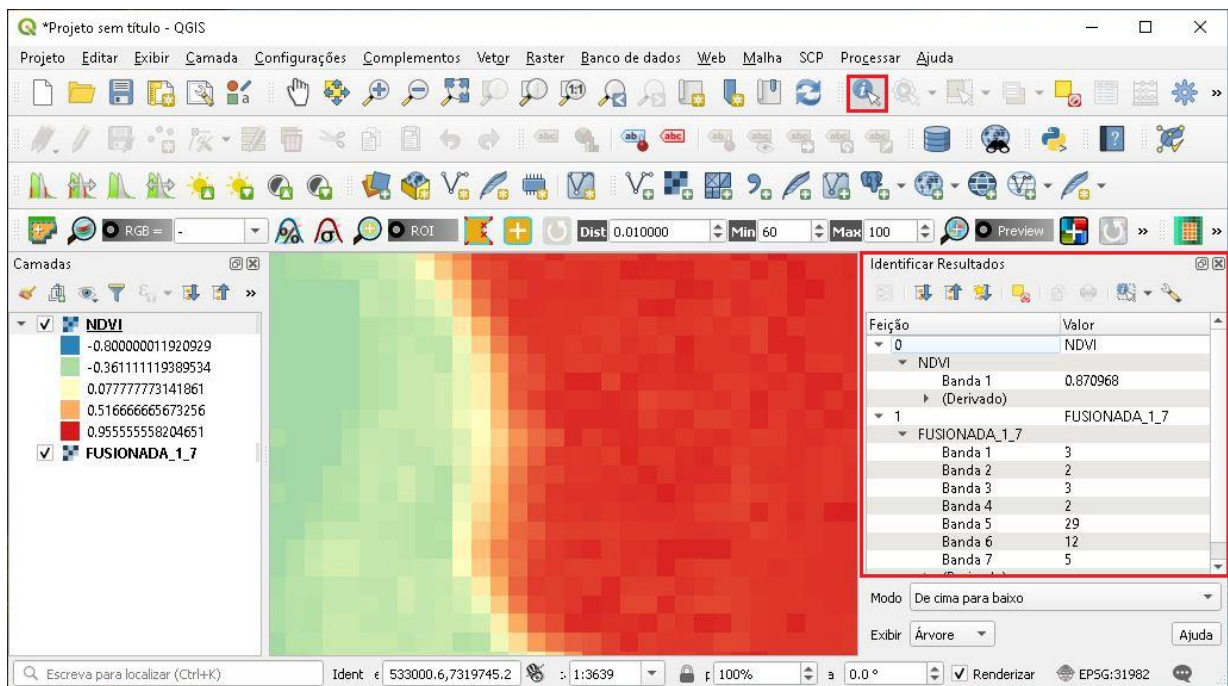 *Projeto sem título - QGIS
Projeto Editar Exibir Camada Configurações Complementos Vetor Raster Banco de dados Web Malha SCP Processar Ajuda
RGB = - ROI Dist 0.010000 Min 60 Max 100 Preview » »
Camadas
»
NDVI
-0.800000011920929
-0.361111119389534
0.077777773141861
0.516666665673256
0.955555558204651
FUSIONADA_1_7
Identificar Resultados
Feição Valor
0 NDVI
NDVI
Banda 1 0.870968
(Derivado)
1 FUSIONADA_1_7
FUSIONADA_1_7
Banda 1 3
Banda 2 2
Banda 3 3
Banda 4 2
Banda 5 29
Banda 6 12
Banda 7 5
Modo De cima para baixo
Exibir Árvore Ajuda
Escreva para localizar (Ctrl+K) Ident 533000.6,7319745.2 1:3639 100% 0.0 ° Renderizar EPSG:31982